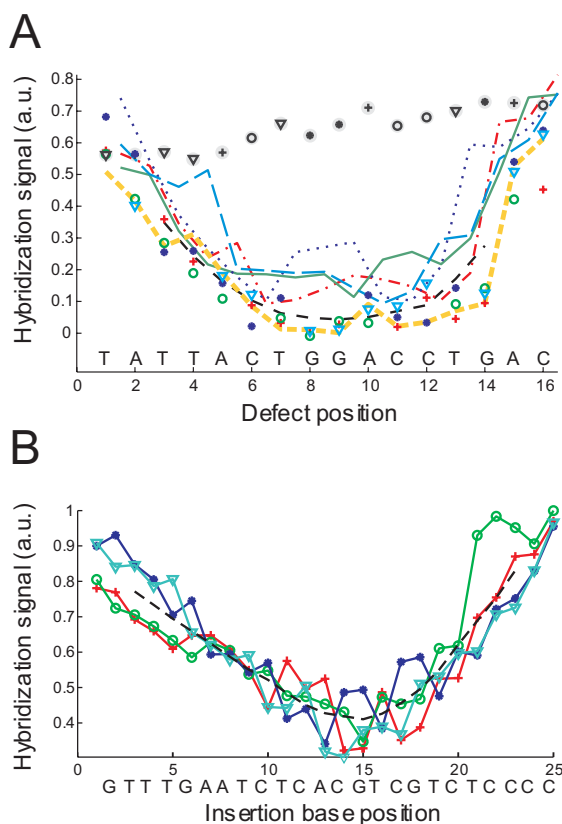 A
Hybridization signal (a.u.)
0.8
0.7
0.6
0.5
0.4
0.3
0.2
0.1
0
T A T T A C T G G A C C T G A C
0 2 4 6 8 10 12 14 16
Defect position
B
Hybridization signal (a.u.)
1
0.9
0.8
0.7
0.6
0.5
0.4
0 5 10 15 20 25
G T T T G A A T C T C A C G T C G T C T C C C C
Insertion base position